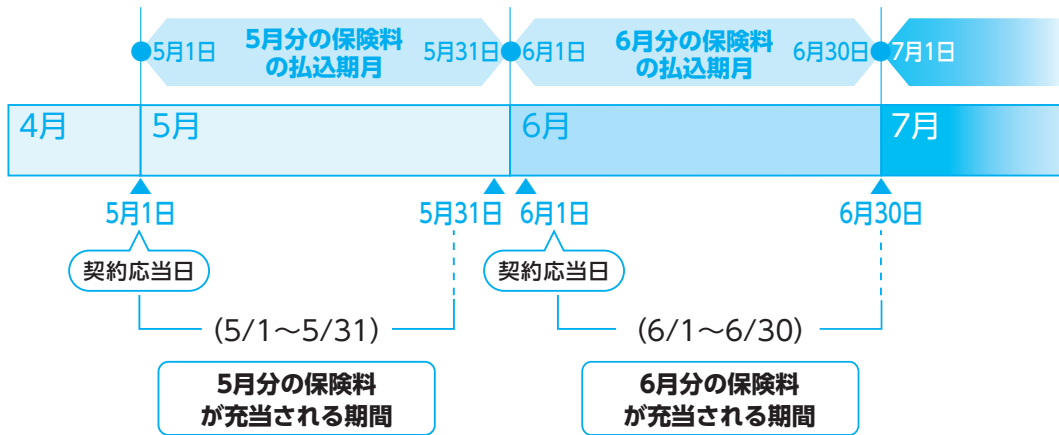 5月1日
5月分の保険料
の払込期月
5月31日
6月1日
6月分の保険料
の払込期月
6月30日
7月1日
4月
5月
6月
7月
5月1日
5月31日
6月1日
6月30日
契約応当日
契約応当日
(5/1〜5/31)
(6/1〜6/30)
5月分の保険料
が充当される期間
6月分の保険料
が充当される期間